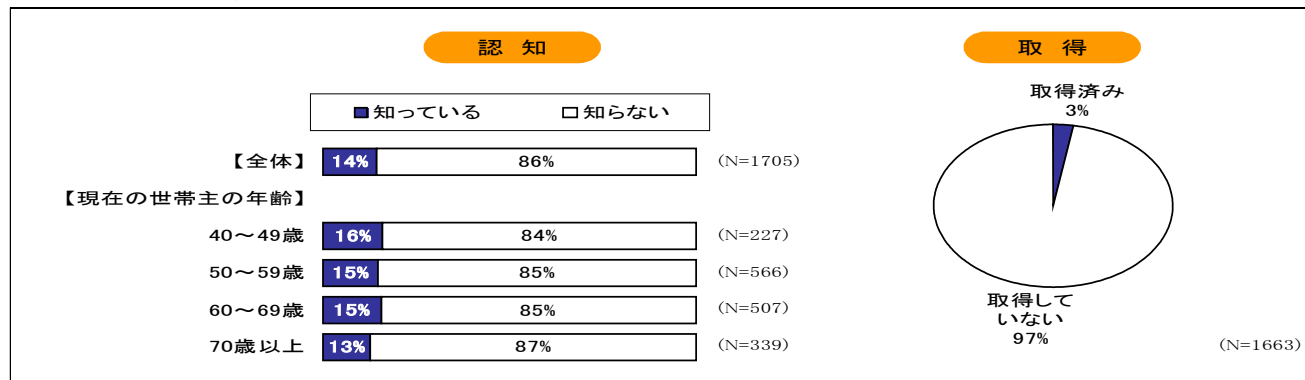 認 知
取 得
知っている 知らない
【全体】 14% 86% (N=1705)
【現在の世帯主の年齢】
40～49歳 16% 84% (N=227)
50～59歳 15% 85% (N=566)
60～69歳 15% 85% (N=507)
70歳以上 13% 87% (N=339)
取得済み
3%
取得して
いない
97%
(N=1663)